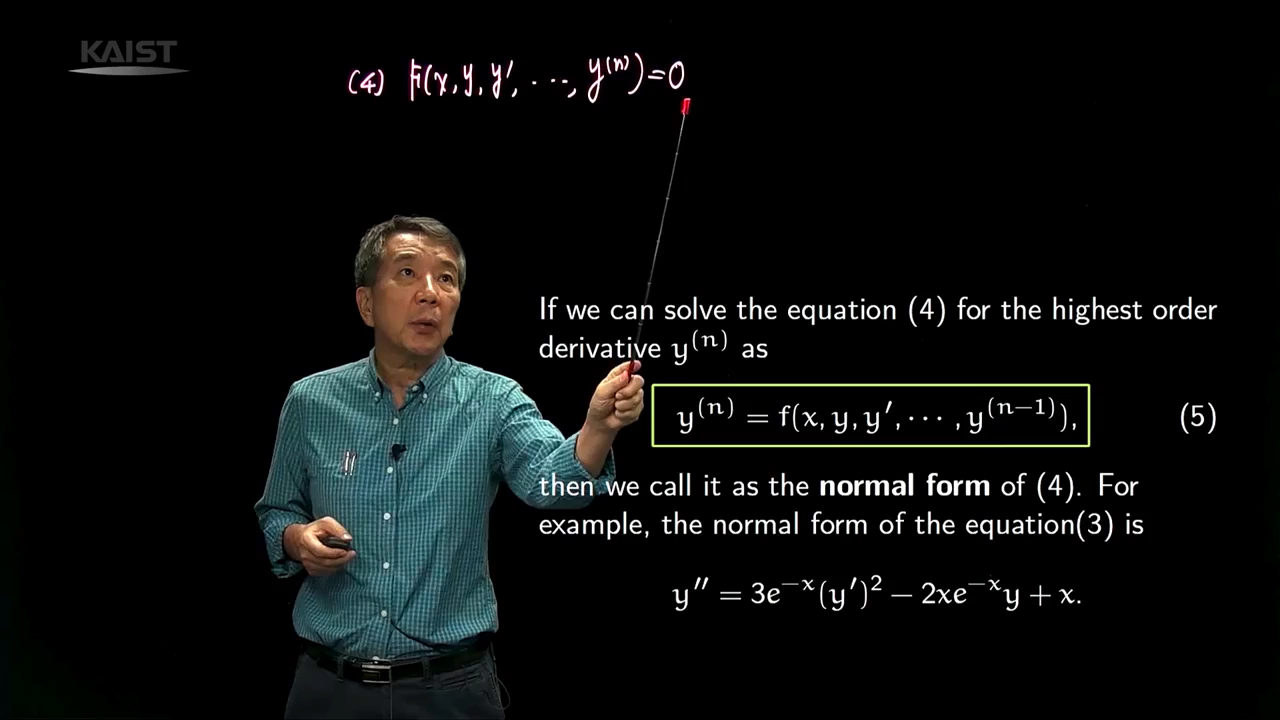 KAIST
(4) F(x, y, y′, ⋯, y⁽ⁿ⁾) = 0
If we can solve the equation (4) for the highest order
derivative y⁽ⁿ⁾ as
y⁽ⁿ⁾ = f(x, y, y′, ⋯ , y⁽ⁿ⁻¹⁾), (5)
then we call it as the normal form of (4). For
example, the normal form of the equation(3) is
y″ = 3e⁻ˣ(y′)² − 2xe⁻ˣy + x.